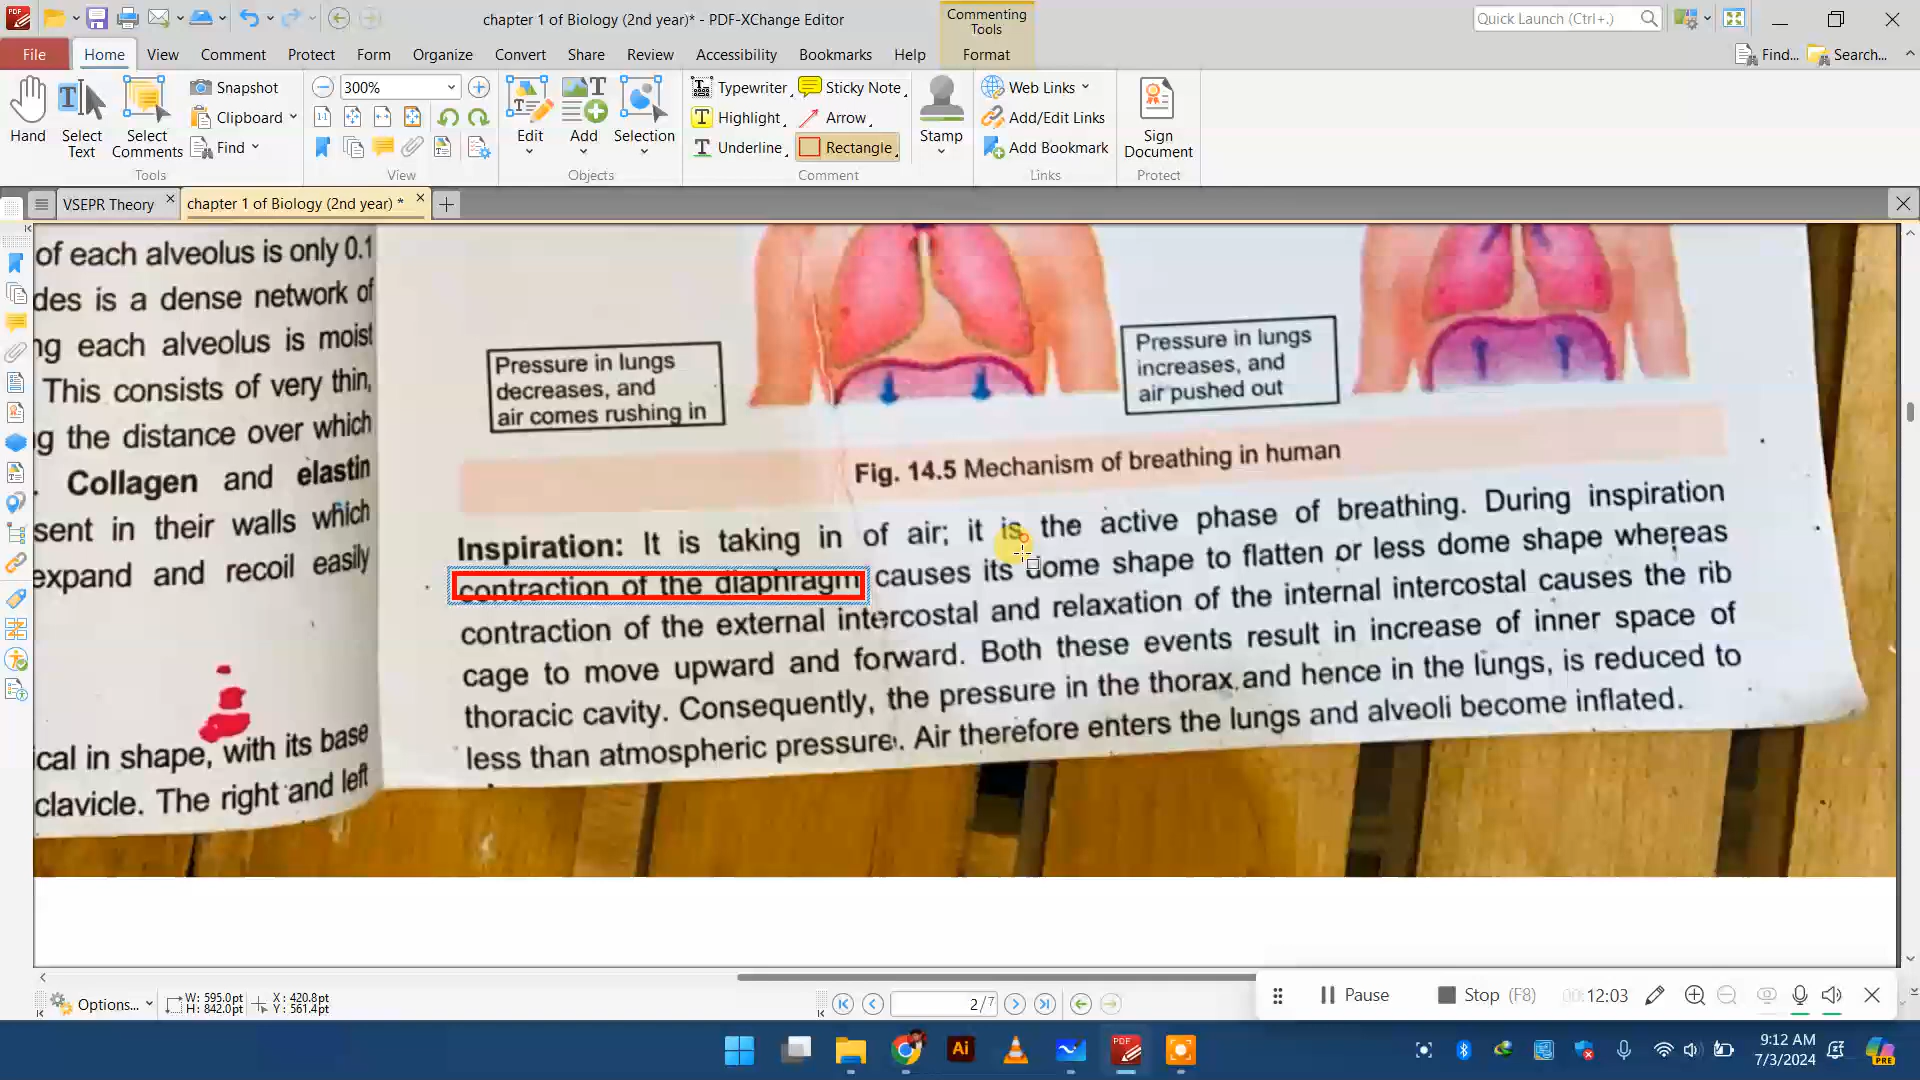 chapter 1 of Biology (2nd year)* - PDF-XChange Editor
Commenting
Tools
Quick Launch (Ctrl+.)
File
Home
View
Comment
Protect
Form
Organize
Convert
Share
Review
Accessibility
Bookmarks
Help
Format
Find...
Search...
Hand
Select
Text
Select
Comments
Snapshot
Clipboard
Find
Tools
300%
View
Edit
Add
Selection
Objects
Typewriter
Sticky Note
Highlight
Arrow
Underline
Rectangle
Stamp
Comment
Web Links
Add/Edit Links
Add Bookmark
Links
Sign
Document
Protect
VSEPR Theory
chapter 1 of Biology (2nd year) *
of each alveolus is only 0.1
des is a dense network of
ng each alveolus is moist
This consists of very thin,
g the distance over which
. Collagen and elastin
sent in their walls which
expand and recoil easily
ical in shape, with its base
clavicle. The right and left
Pressure in lungs
decreases, and
air comes rushing in
Pressure in lungs
increases, and
air pushed out
Fig. 14.5 Mechanism of breathing in human
Inspiration: It is taking in of air; it is the active phase of breathing. During inspiration
contraction of the diaphragm causes its dome shape to flatten or less dome shape whereas
contraction of the external intercostal and relaxation of the internal intercostal causes the rib
cage to move upward and forward. Both these events result in increase of inner space of
thoracic cavity. Consequently, the pressure in the thorax and hence in the lungs, is reduced to
less than atmospheric pressure. Air therefore enters the lungs and alveoli become inflated.
Options...
W: 595.0pt
H: 842.0pt
X: 420.8pt
Y: 561.4pt
2 / 7
Pause
Stop (F8)
00:12:03
9:12 AM
7/3/2024